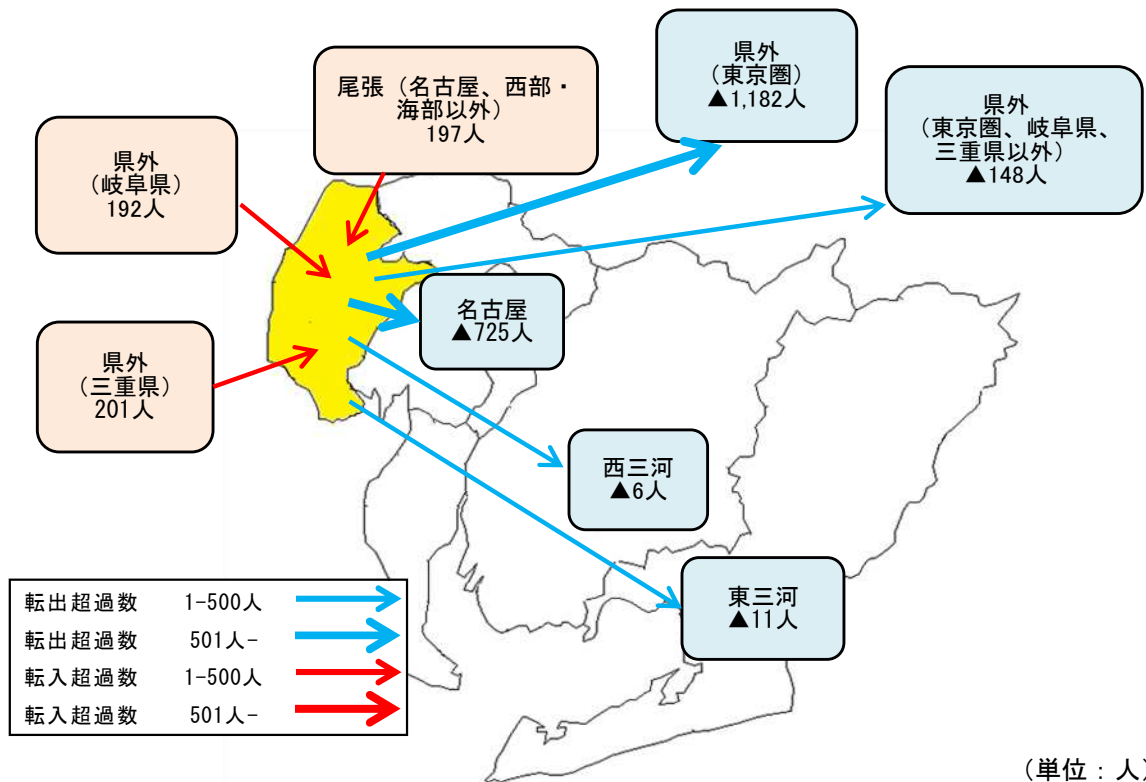 県外
(東京圏)
▲1,182人
尾張（名古屋、西部・
海部以外）
197人
県外
（東京圏、岐阜県、
三重県以外）
▲148人
県外
(岐阜県)
192人
名古屋
▲725人
県外
(三重県)
201人
西三河
▲6人
東三河
▲11人
転出超過数 1-500人
転出超過数 501人-
転入超過数 1-500人
転入超過数 501人-
（単位：人）